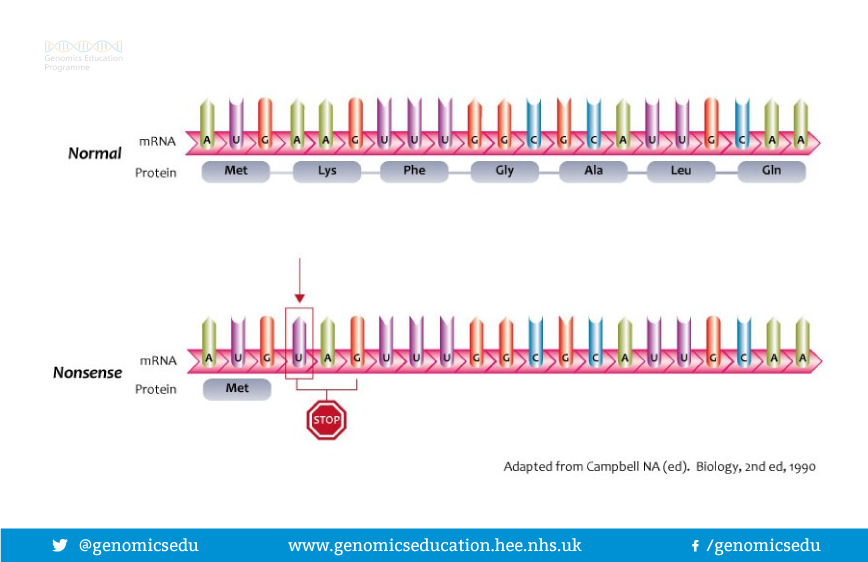 Genomics Education
Programme
A U G A A G U U U G G C G C A U U G C A A
mRNA
Normal
Protein
Met Lys Phe Gly Ala Leu Gln
A U G U A G U U U G G C G C A U U G C A A
mRNA
Nonsense
Protein
Met
STOP
Adapted from Campbell NA (ed). Biology, 2nd ed, 1990
@genomicsedu www.genomicseducation.hee.nhs.uk /genomicsedu